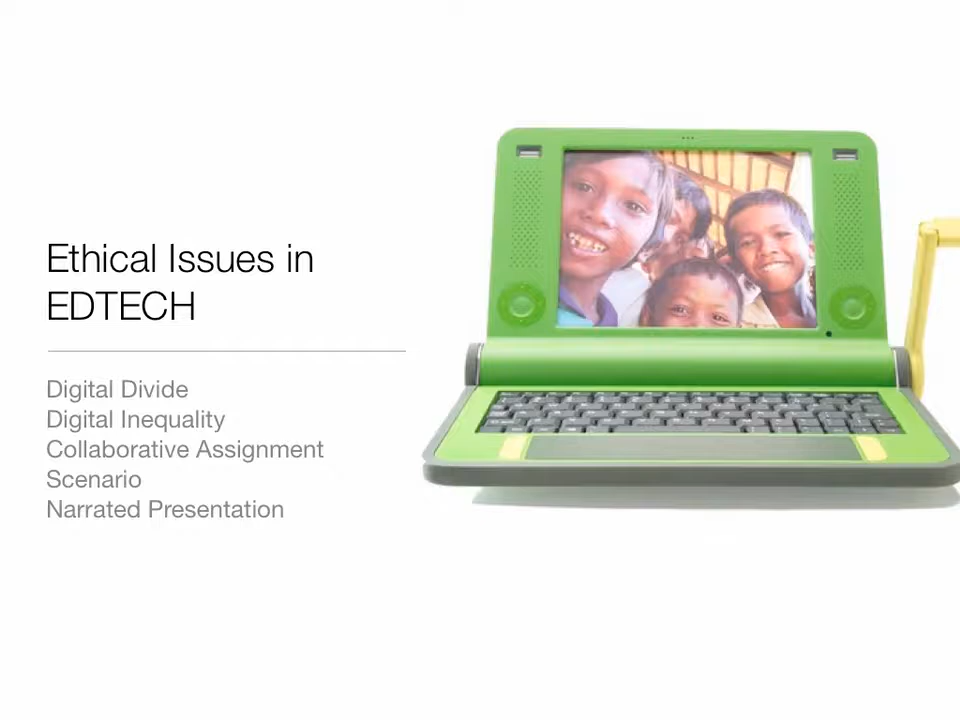 Ethical Issues in
EDTECH
Digital Divide
Digital Inequality
Collaborative Assignment
Scenario
Narrated Presentation